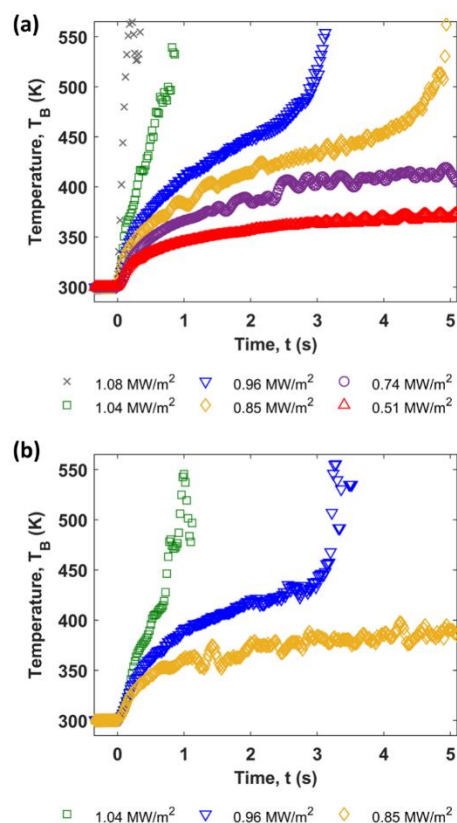 (a)
550
500
450
400
350
300
Temperature, T_B (K)
0 1 2 3 4 5
Time, t (s)
1.08 MW/m² 0.96 MW/m² 0.74 MW/m²
1.04 MW/m² 0.85 MW/m² 0.51 MW/m²
(b)
550
500
450
400
350
300
Temperature, T_B (K)
0 1 2 3 4 5
Time, t (s)
1.04 MW/m² 0.96 MW/m² 0.85 MW/m²